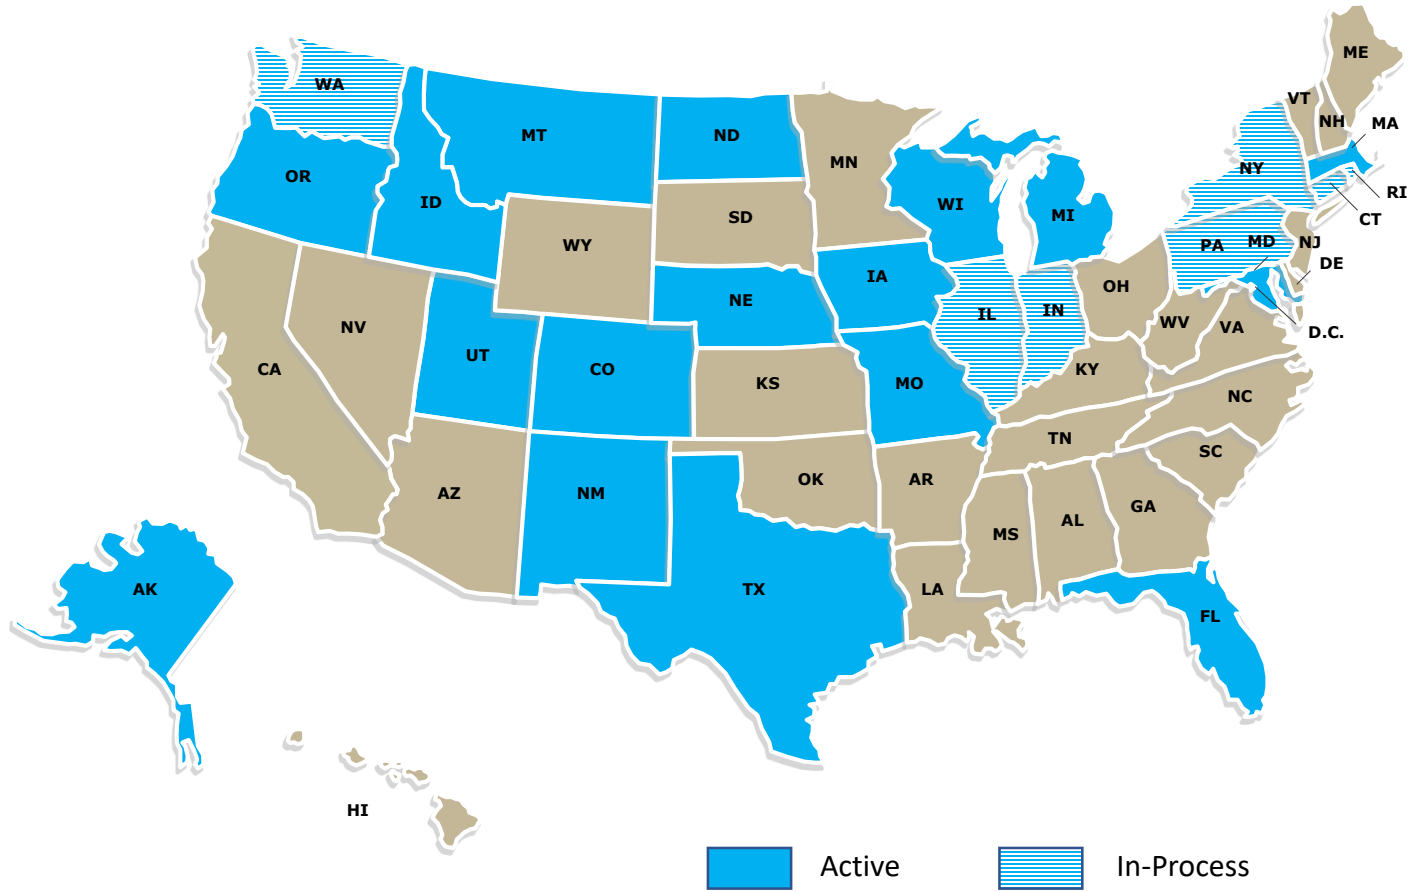 ME
WA
VT
NH
MA
MT
ND
MN
NY
OR
RI
ID
WI
MI
CT
SD
WY
PA
MD
NJ
DE
IA
OH
NE
IL
IN
WV
VA
D.C.
NV
UT
CO
KS
MO
KY
CA
NC
TN
SC
AZ
NM
OK
AR
GA
MS
AL
AK
TX
LA
FL
HI
Active
In-Process